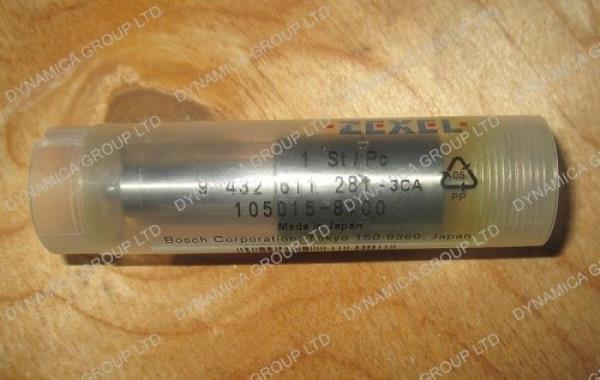 ZEXEL
1 St / Pc
9 432 611 281 -3CA
105015-8100
Made in Japan
Bosch Corporation, Tokyo 150-8360, Japan
05
PP
DYNAMICA GROUP LTD